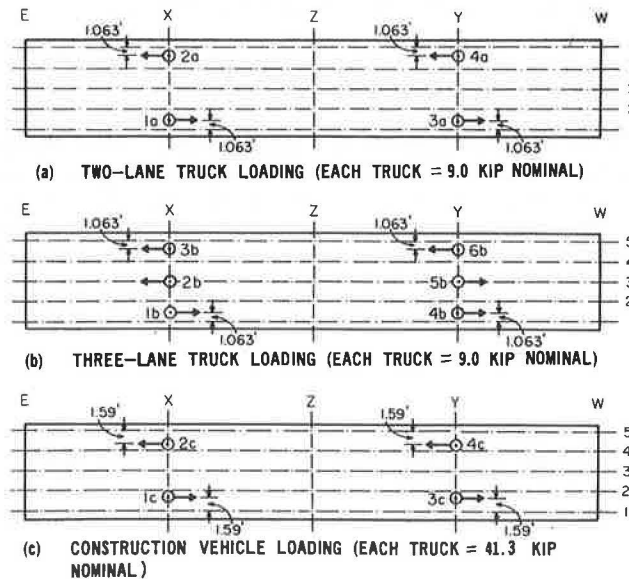 E X Z Y W
1.063' 1.063'
2a 4a
1a 3a
1.063' 1.063'
(a) TWO-LANE TRUCK LOADING (EACH TRUCK = 9.0 KIP NOMINAL)
E X Z Y W
1.063' 1.063'
3b 6b 5
4
2b 5b 3
2
1b 4b
1.063' 1.063'
(b) THREE-LANE TRUCK LOADING (EACH TRUCK = 9.0 KIP NOMINAL)
E X Z Y W
1.59' 1.59'
5
2c 4c 4
3
1c 3c 2
1
1.59' 1.59'
(c) CONSTRUCTION VEHICLE LOADING (EACH TRUCK = 41.3 KIP
NOMINAL)